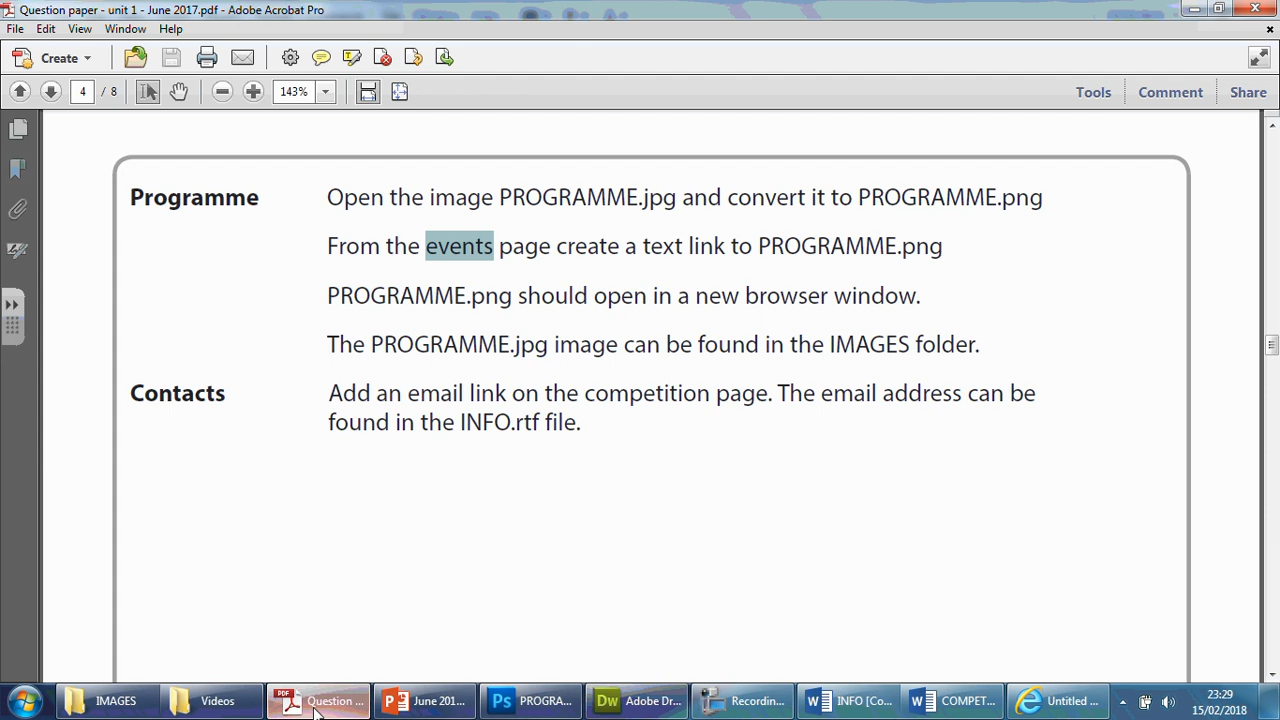 Question paper - unit 1 - June 2017.pdf - Adobe Acrobat Pro
File Edit View Window Help
Create
4 / 8 143% Tools Comment Share
Programme Open the image PROGRAMME.jpg and convert it to PROGRAMME.png
From the events page create a text link to PROGRAMME.png
PROGRAMME.png should open in a new browser window.
The PROGRAMME.jpg image can be found in the IMAGES folder.
Contacts Add an email link on the competition page. The email address can be
found in the INFO.rtf file.
IMAGES Videos Question ... June 201... PROGRA... Adobe Dr... Recordin... INFO [Co... COMPET... Untitled ... 23:29
15/02/2018